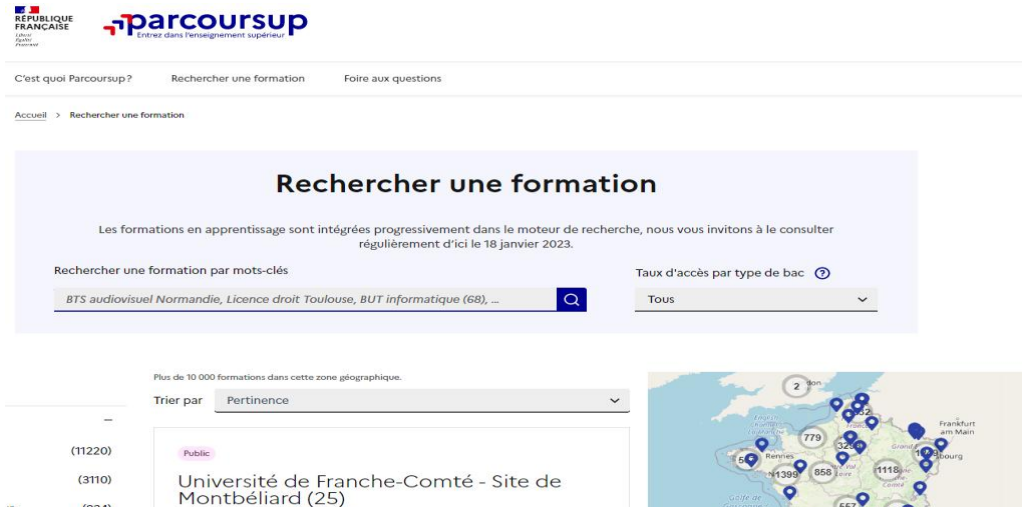 RÉPUBLIQUE
FRANÇAISE
Liberté
Égalité
Fraternité
parcoursup
Entrez dans l'enseignement supérieur
C'est quoi Parcoursup? Rechercher une formation Foire aux questions
Accueil > Rechercher une formation
Rechercher une formation
Les formations en apprentissage sont intégrées progressivement dans le moteur de recherche, nous vous invitons à le consulter
régulièrement d'ici le 18 janvier 2023.
Rechercher une formation par mots-clés
Taux d'accès par type de bac ?
BTS audiovisuel Normandie, Licence droit Toulouse, BUT informatique (68), ...
Tous
Plus de 10 000 formations dans cette zone géographique.
Trier par Pertinence
(11220)
(3110)
Public
Université de Franche-Comté - Site de
Montbéliard (25)
2
779
Frankfurt
am Main
Rennes
1399
858
1118
557